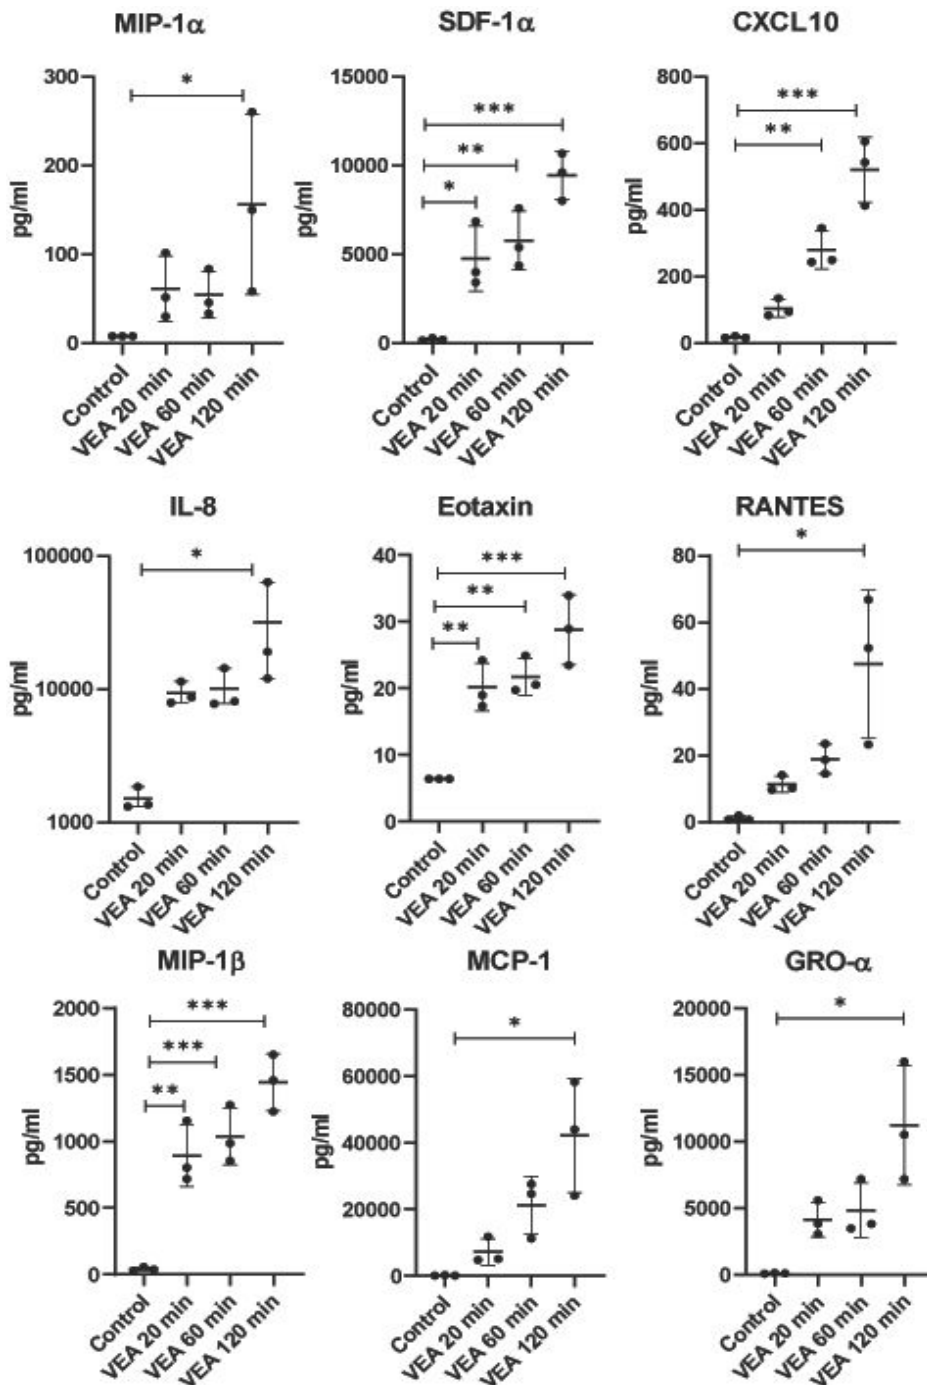 MIP-1α
SDF-1α
CXCL10
300
200
100
0
pg/ml
*
Control
VEA 20 min
VEA 60 min
VEA 120 min
15000
10000
5000
0
pg/ml
***
**
*
Control
VEA 20 min
VEA 60 min
VEA 120 min
800
600
400
200
0
pg/ml
***
**
Control
VEA 20 min
VEA 60 min
VEA 120 min
IL-8
Eotaxin
RANTES
100000
10000
1000
pg/ml
*
Control
VEA 20 min
VEA 60 min
VEA 120 min
40
30
20
10
0
pg/ml
***
**
**
Control
VEA 20 min
VEA 60 min
VEA 120 min
80
60
40
20
0
pg/ml
*
Control
VEA 20 min
VEA 60 min
VEA 120 min
MIP-1β
MCP-1
GRO-α
2000
1500
1000
500
0
pg/ml
***
***
**
Control
VEA 20 min
VEA 60 min
VEA 120 min
80000
60000
40000
20000
0
pg/ml
*
Control
VEA 20 min
VEA 60 min
VEA 120 min
20000
15000
10000
5000
0
pg/ml
*
Control
VEA 20 min
VEA 60 min
VEA 120 min